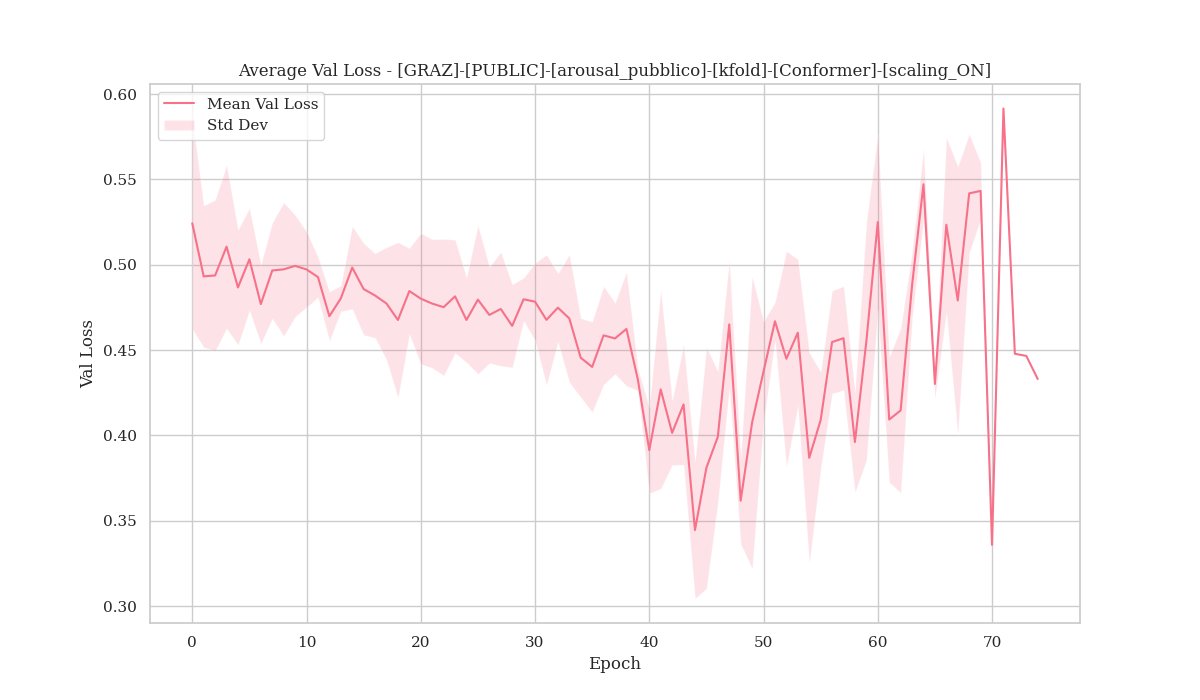 Average Val Loss - [GRAZ]-[PUBLIC]-[arousal_pubblico]-[kfold]-[Conformer]-[scaling_ON]
Mean Val Loss
Std Dev
0.60
0.55
0.50
0.45
0.40
0.35
0.30
Val Loss
0 10 20 30 40 50 60 70
Epoch